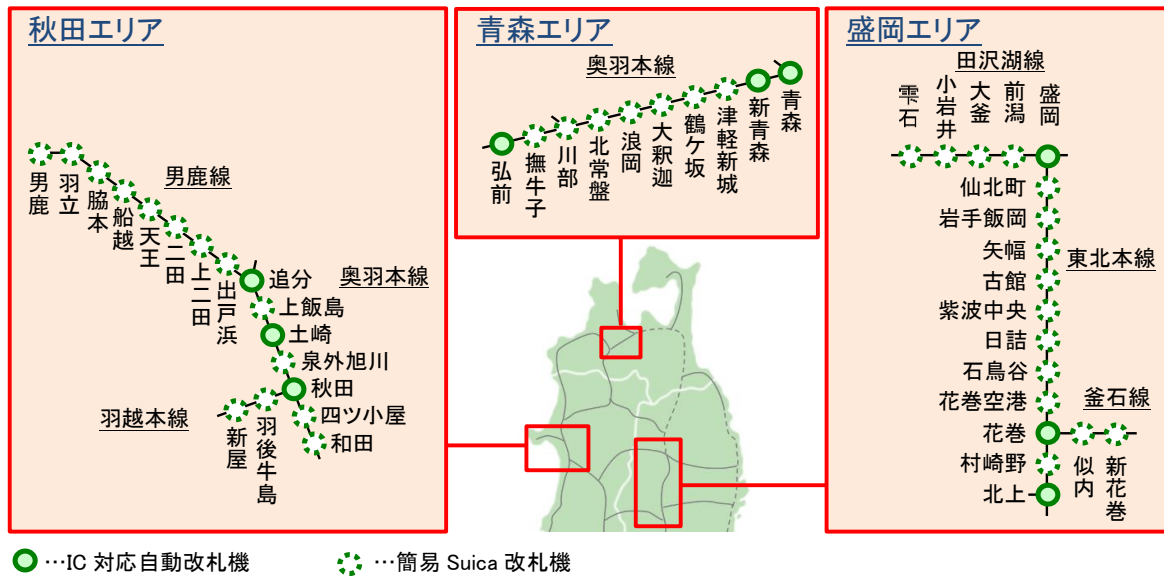 秋田エリア
男鹿線
男鹿
羽立
脇本
船越
天王
二田
上二田
出戸浜
奥羽本線
追分
上飯島
土崎
泉外旭川
秋田
四ツ小屋
和田
羽越本線
新屋
羽後牛島
青森エリア
奥羽本線
弘前
撫牛子
川部
北常盤
浪岡
大釈迦
鶴ケ坂
津軽新城
新青森
青森
盛岡エリア
田沢湖線
雫石
小岩井
大釜
前潟
盛岡
仙北町
岩手飯岡
矢幅
東北本線
古館
紫波中央
日詰
石鳥谷
花巻空港
釜石線
花巻
似内
新花巻
村崎野
北上
…IC 対応自動改札機
…簡易 Suica 改札機